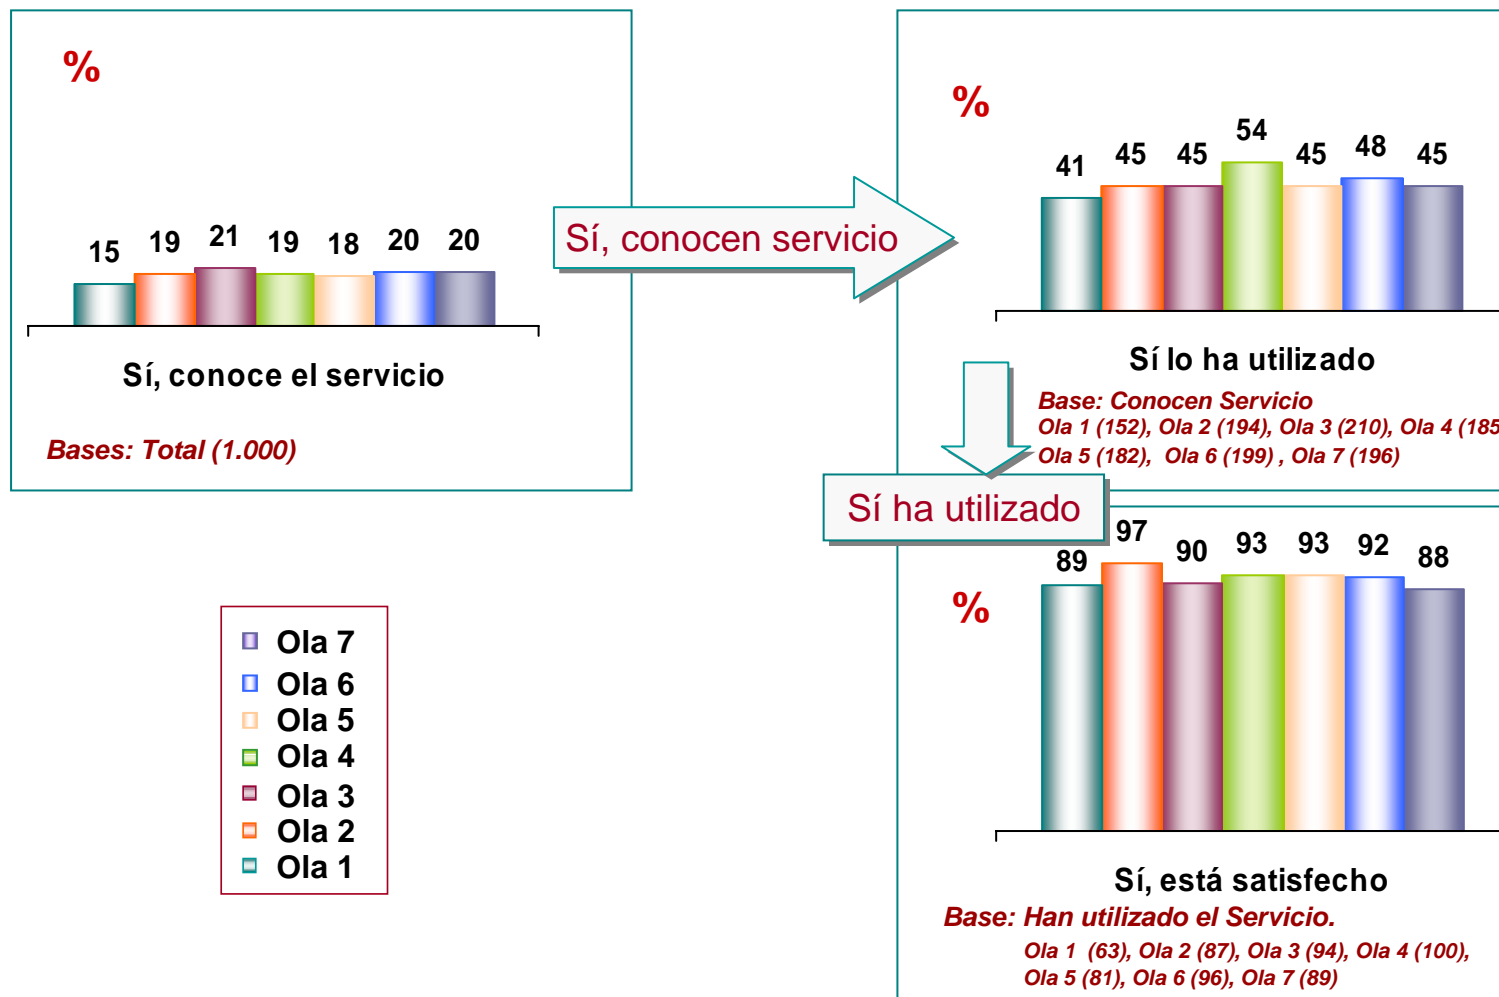 %
15 19 21 19 18 20 20
Sí, conoce el servicio
Bases: Total (1.000)
Sí, conocen servicio
%
41 45 45 54 45 48 45
Sí lo ha utilizado
Base: Conocen Servicio
Ola 1 (152), Ola 2 (194), Ola 3 (210), Ola 4 (185
Ola 5 (182), Ola 6 (199) , Ola 7 (196)
Sí ha utilizado
%
89 97 90 93 93 92 88
Sí, está satisfecho
Base: Han utilizado el Servicio.
Ola 1 (63), Ola 2 (87), Ola 3 (94), Ola 4 (100),
Ola 5 (81), Ola 6 (96), Ola 7 (89)
Ola 7
Ola 6
Ola 5
Ola 4
Ola 3
Ola 2
Ola 1